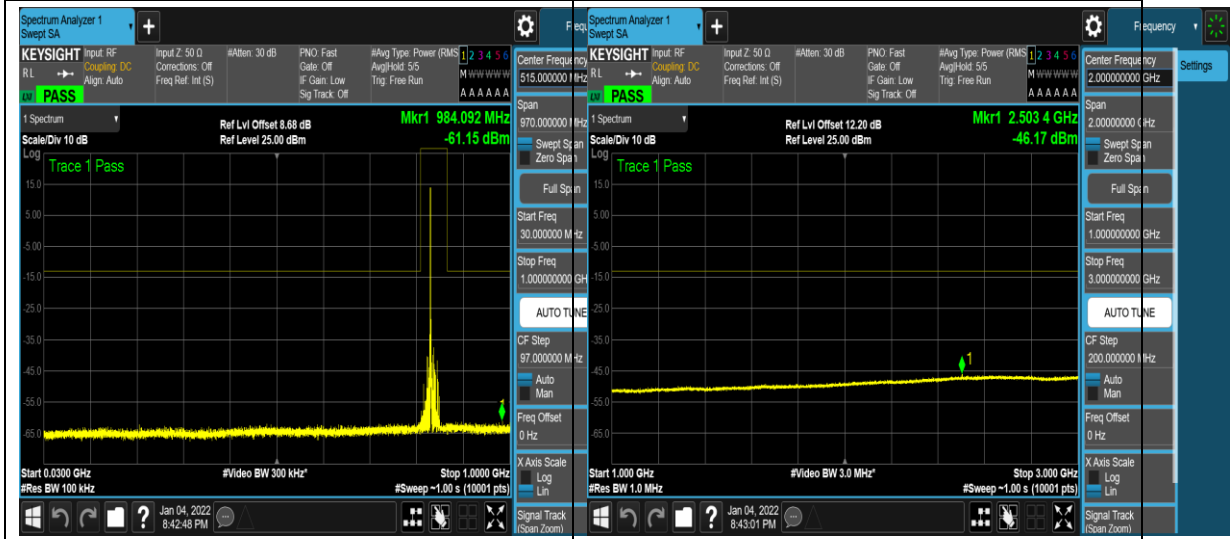 Spectrum Analyzer 1
Swept SA
+
Frequ
KEYSIGHT
RL
Input: RF
Coupling: DC
Align: Auto
Input Z: 50 Ω
Corrections: Off
Freq Ref: Int (S)
#Atten: 30 dB
PNO: Fast
Gate: Off
IF Gain: Low
Sig Track: Off
#Avg Type: Power (RMS
Avg|Hold: 5/5
Trig: Free Run
1 2 3 4 5 6
M W W W W W
A A A A A A
PASS
1 Spectrum
Scale/Div 10 dB
Log
Ref Lvl Offset 8.68 dB
Ref Level 25.00 dBm
Mkr1 984.092 MHz
-61.15 dBm
Trace 1 Pass
15.0
5.00
-5.00
-15.0
-25.0
-35.0
-45.0
-55.0
-65.0
1
Start 0.0300 GHz
#Res BW 100 kHz
#Video BW 300 kHz*
Stop 1.0000 GHz
#Sweep ~1.00 s (10001 pts)
Center Frequency
515.000000 MHz
Span
970.000000 MHz
Swept Span
Zero Span
Full Span
Start Freq
30.000000 MHz
Stop Freq
1.000000000 GH
AUTO TUNE
CF Step
97.000000 MHz
Auto
Man
Freq Offset
0 Hz
X Axis Scale
Log
Lin
Signal Track
(Span Zoom)
?
Jan 04, 2022
8:42:48 PM
Spectrum Analyzer 1
Swept SA
+
Frequency
Settings
KEYSIGHT
RL
Input: RF
Coupling: DC
Align: Auto
Input Z: 50 Ω
Corrections: Off
Freq Ref: Int (S)
#Atten: 30 dB
PNO: Fast
Gate: Off
IF Gain: Low
Sig Track: Off
#Avg Type: Power (RMS
Avg|Hold: 5/5
Trig: Free Run
1 2 3 4 5 6
M W W W W W
A A A A A A
PASS
1 Spectrum
Scale/Div 10 dB
Log
Ref Lvl Offset 12.20 dB
Ref Level 25.00 dBm
Mkr1 2.503 4 GHz
-46.17 dBm
Trace 1 Pass
15.0
5.00
-5.00
-15.0
-25.0
-35.0
-45.0
-55.0
-65.0
1
Start 1.000 GHz
#Res BW 1.0 MHz
#Video BW 3.0 MHz*
Stop 3.000 GHz
#Sweep ~1.00 s (10001 pts)
Center Frequency
2.000000000 GHz
Span
2.00000000 GHz
Swept Span
Zero Span
Full Span
Start Freq
1.000000000 GHz
Stop Freq
3.000000000 GHz
AUTO TUNE
CF Step
200.000000 MHz
Auto
Man
Freq Offset
0 Hz
X Axis Scale
Log
Lin
Signal Track
(Span Zoom)
?
Jan 04, 2022
8:43:01 PM